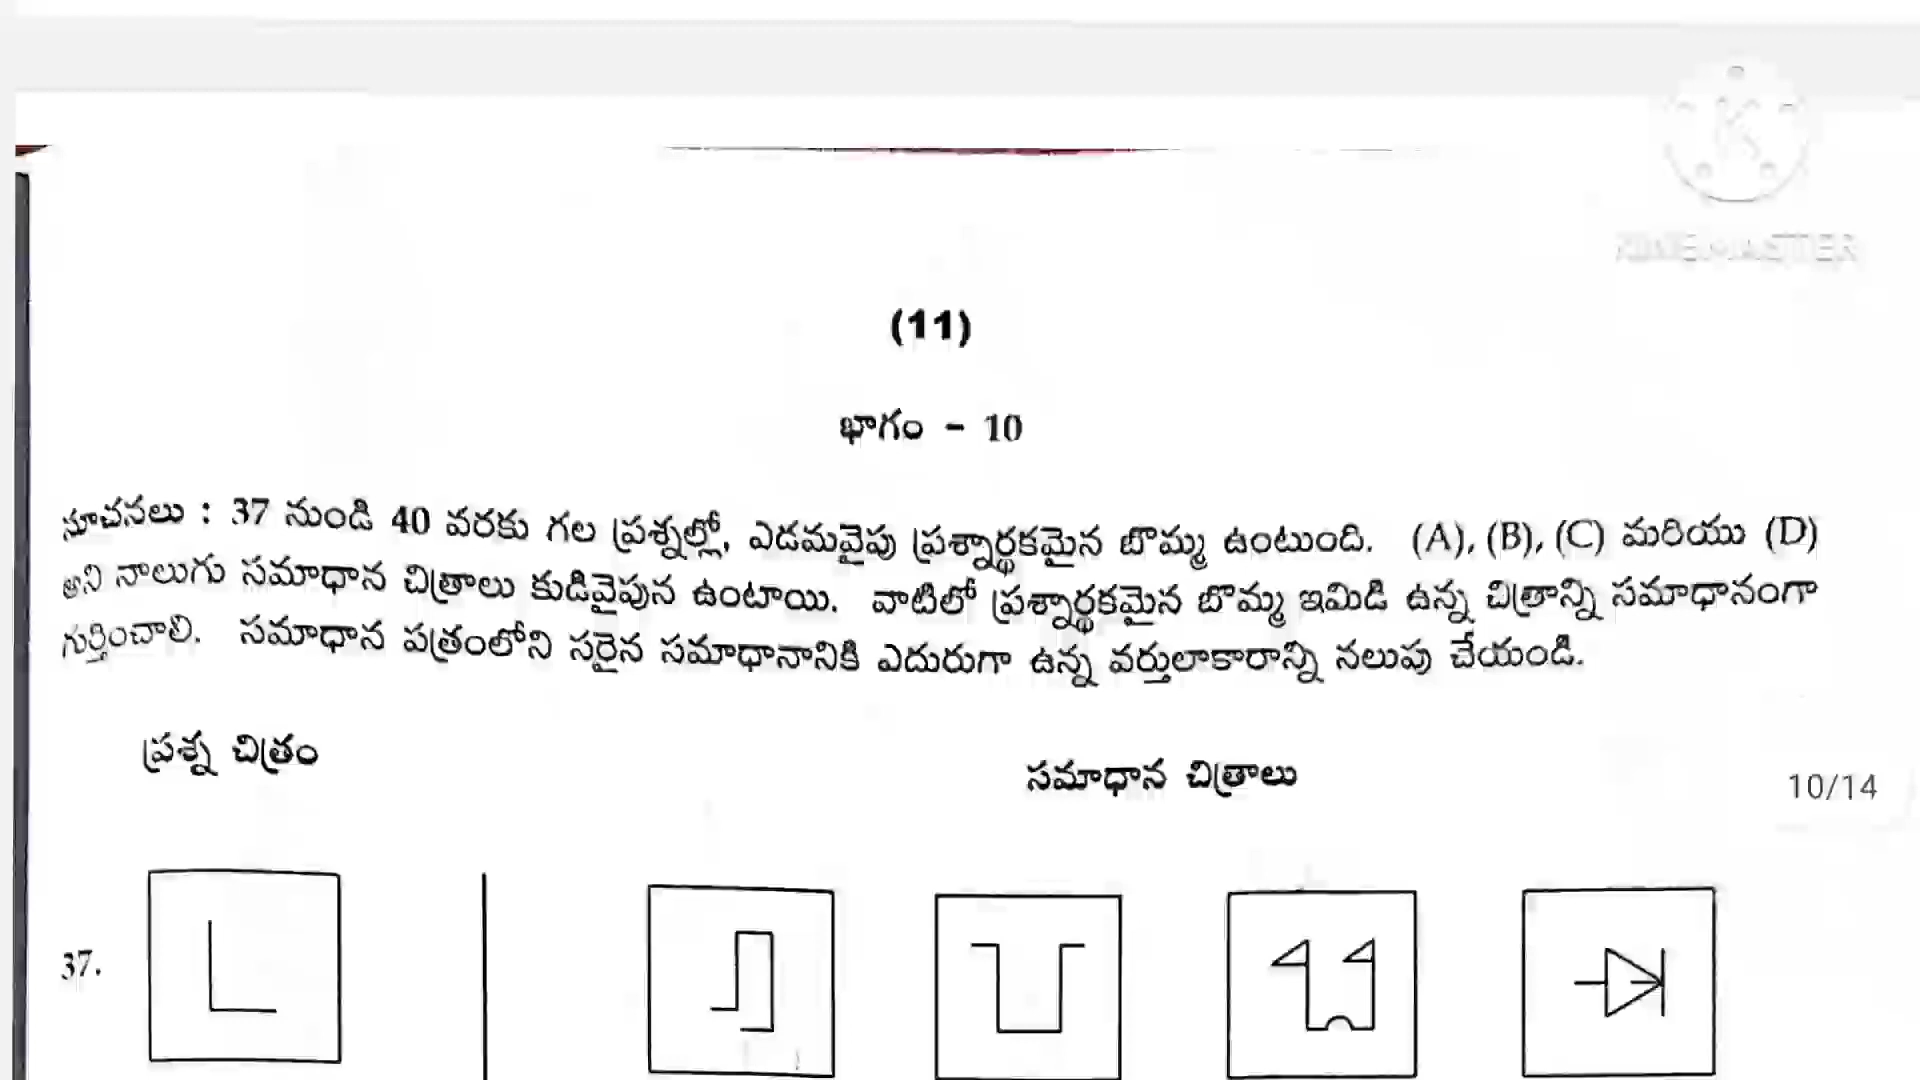 KINEMASTER
(11)
భాగం - 10
సూచనలు : 37 నుండి 40 వరకు గల ప్రశ్నల్లో, ఎడమవైపు ప్రశ్నార్థకమైన బొమ్మ ఉంటుంది. (A), (B), (C) మరియు (D)
అని నాలుగు సమాధాన చిత్రాలు కుడివైపున ఉంటాయి. వాటిలో ప్రశ్నార్థకమైన బొమ్మ ఇమిడి ఉన్న చిత్రాన్ని సమాధానంగా
గుర్తించాలి. సమాధాన పత్రంలోని సరైన సమాధానానికి ఎదురుగా ఉన్న వర్తులాకారాన్ని నలుపు చేయండి.
ప్రశ్న చిత్రం
సమాధాన చిత్రాలు
10/14
37.